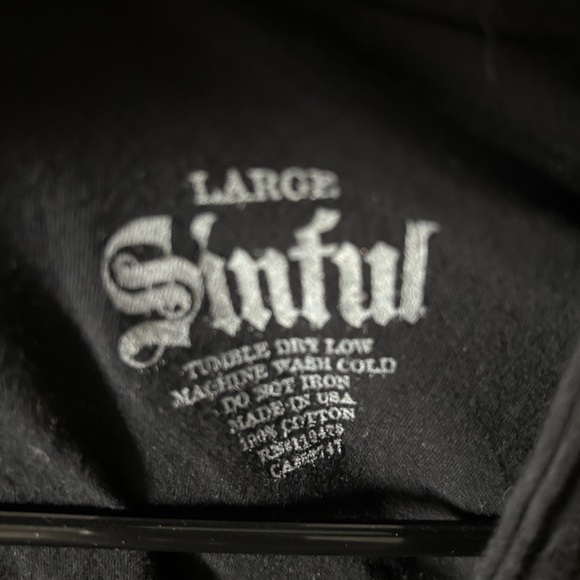 LARGE
Sinful
TUMBLE DRY LOW
MACHINE WASH COLD
DO NOT IRON
MADE IN USA
100% COTTON